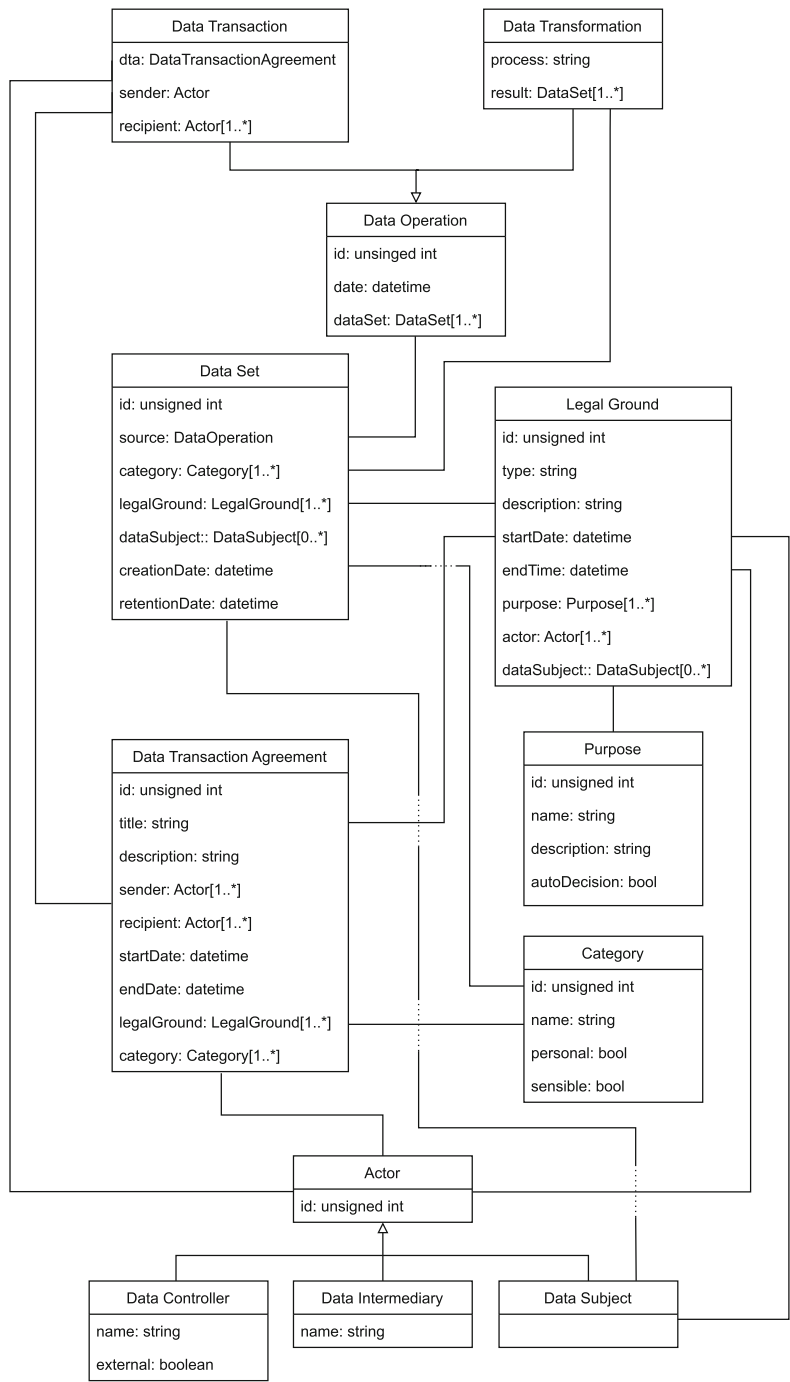 Data Transaction
dta: DataTransactionAgreement
sender: Actor
recipient: Actor[1..*]
Data Transformation
process: string
result: DataSet[1..*]
Data Operation
id: unsinged int
date: datetime
dataSet: DataSet[1..*]
Data Set
id: unsigned int
source: DataOperation
category: Category[1..*]
legalGround: LegalGround[1..*]
dataSubject:: DataSubject[0..*]
creationDate: datetime
retentionDate: datetime
Legal Ground
id: unsigned int
type: string
description: string
startDate: datetime
endTime: datetime
purpose: Purpose[1..*]
actor: Actor[1..*]
dataSubject:: DataSubject[0..*]
Data Transaction Agreement
id: unsigned int
title: string
description: string
sender: Actor[1..*]
recipient: Actor[1..*]
startDate: datetime
endDate: datetime
legalGround: LegalGround[1..*]
category: Category[1..*]
Purpose
id: unsigned int
name: string
description: string
autoDecision: bool
Category
id: unsigned int
name: string
personal: bool
sensible: bool
Actor
id: unsigned int
Data Controller
name: string
external: boolean
Data Intermediary
name: string
Data Subject